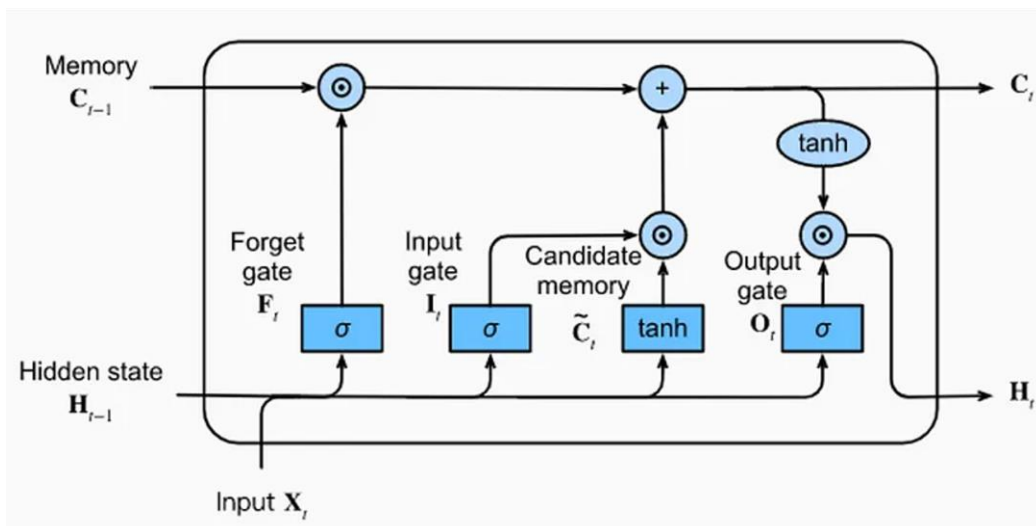 Memory
C_{t-1}
⊙
+
C_t
tanh
Forget
gate
F_t
Input
gate
I_t
⊙
Candidate
memory
C̃_t
⊙
Output
gate
O_t
σ
σ
tanh
σ
Hidden state
H_{t-1}
H_t
Input X_t